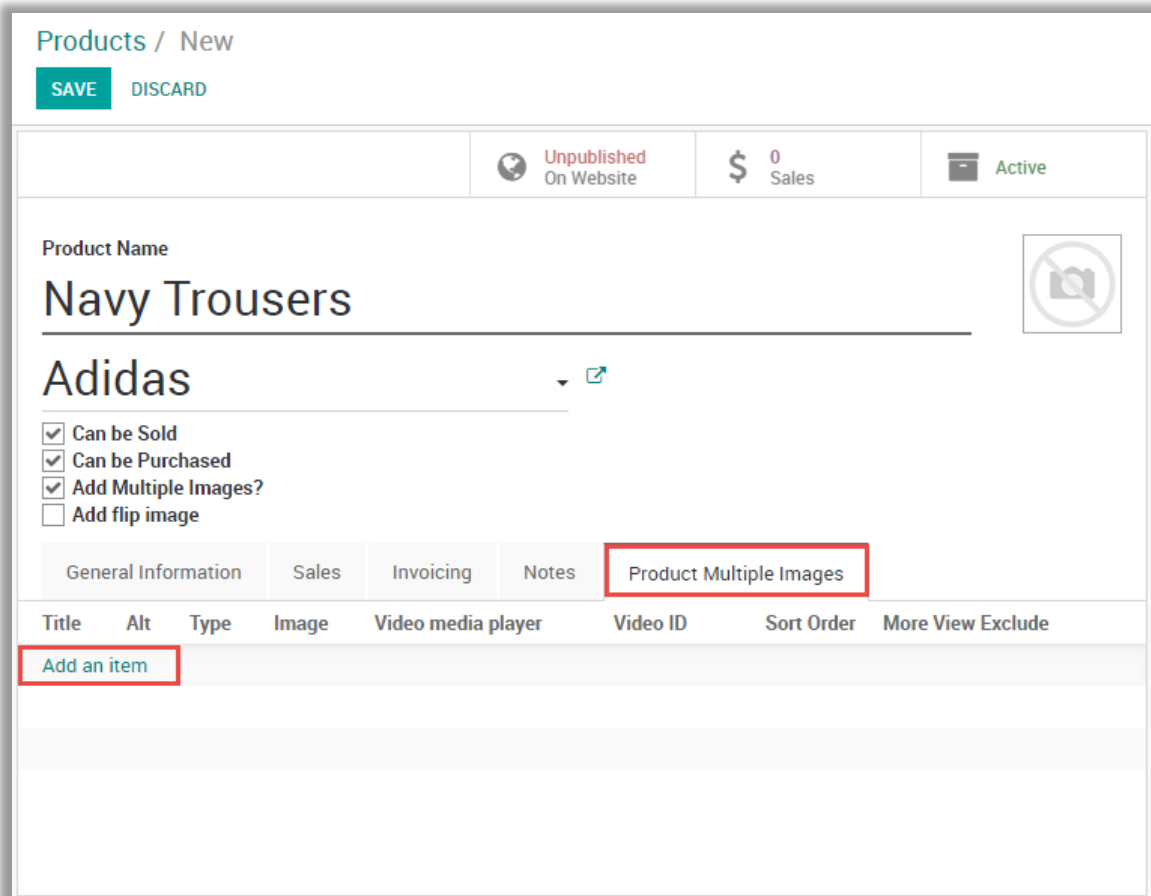 Products / New
SAVE DISCARD
Unpublished
On Website
0
Sales
Active
Product Name
Navy Trousers
Adidas
Can be Sold
Can be Purchased
Add Multiple Images?
Add flip image
General Information Sales Invoicing Notes Product Multiple Images
Title Alt Type Image Video media player Video ID Sort Order More View Exclude
Add an item